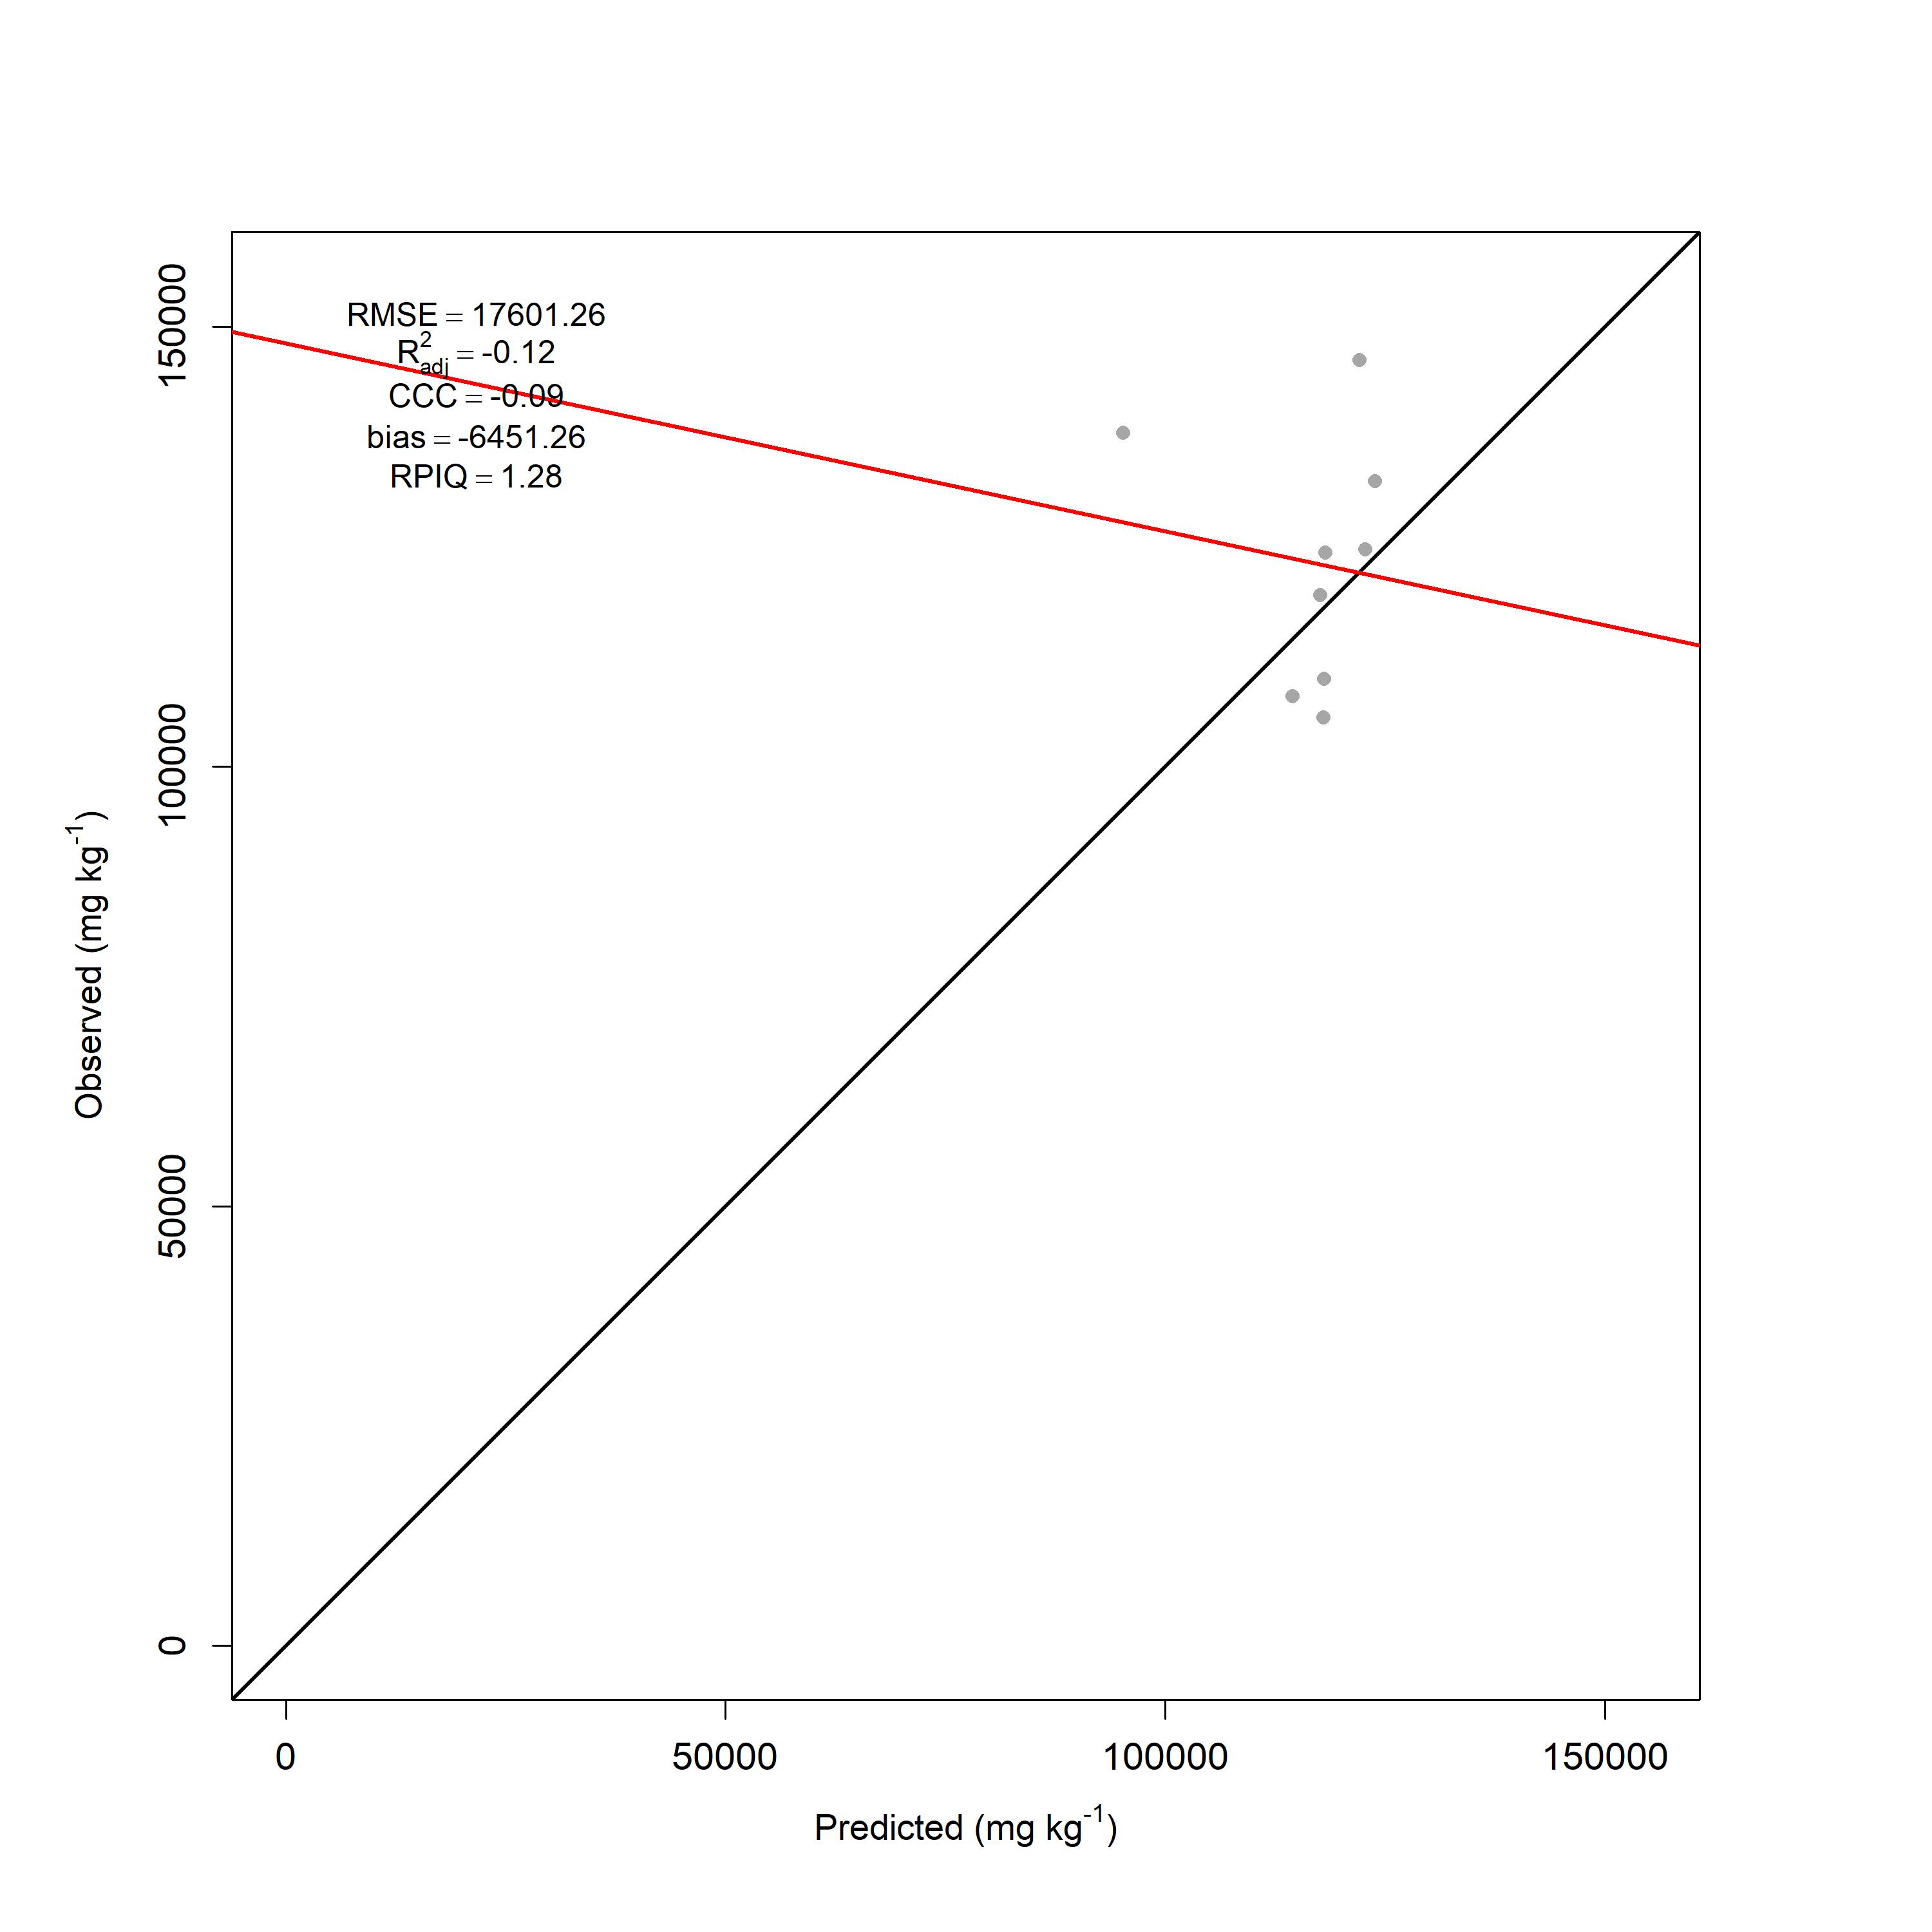 RMSE = 17601.26
R²adj = -0.12
CCC = -0.09
bias = -6451.26
RPIQ = 1.28
150000
100000
50000
0
Observed (mg kg⁻¹)
0 50000 100000 150000
Predicted (mg kg⁻¹)